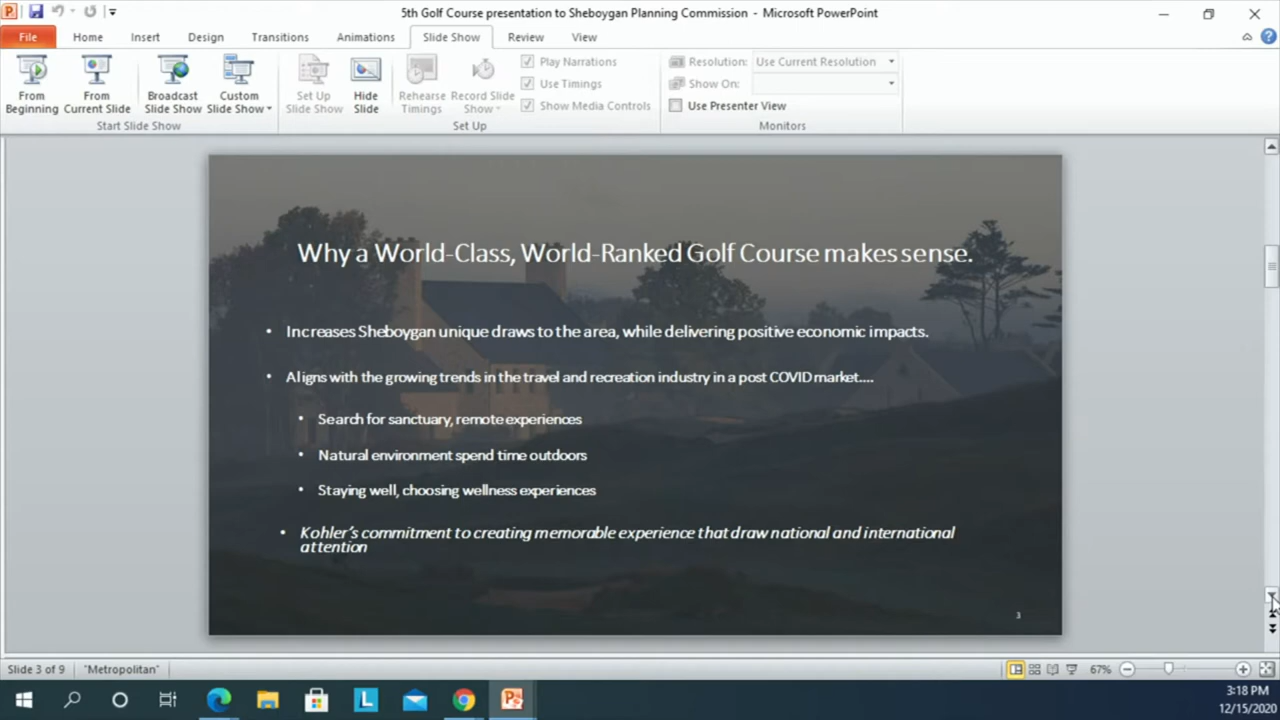 5th Golf Course presentation to Sheboygan Planning Commission - Microsoft PowerPoint
File Home Insert Design Transitions Animations Slide Show Review View
From Beginning
From Current Slide
Broadcast Slide Show
Custom Slide Show
Start Slide Show
Set Up Slide Show
Hide Slide
Rehearse Timings
Record Slide Show
Play Narrations
Use Timings
Show Media Controls
Set Up
Resolution: Use Current Resolution
Show On:
Use Presenter View
Monitors
Why a World-Class, World-Ranked Golf Course makes sense.
• Increases Sheboygan unique draws to the area, while delivering positive economic impacts.
• Aligns with the growing trends in the travel and recreation industry in a post COVID market....
• Search for sanctuary, remote experiences
• Natural environment spend time outdoors
• Staying well, choosing wellness experiences
• Kohler's commitment to creating memorable experience that draw national and international
attention
3
Slide 3 of 9 "Metropolitan" 67%
3:18 PM
12/15/2020